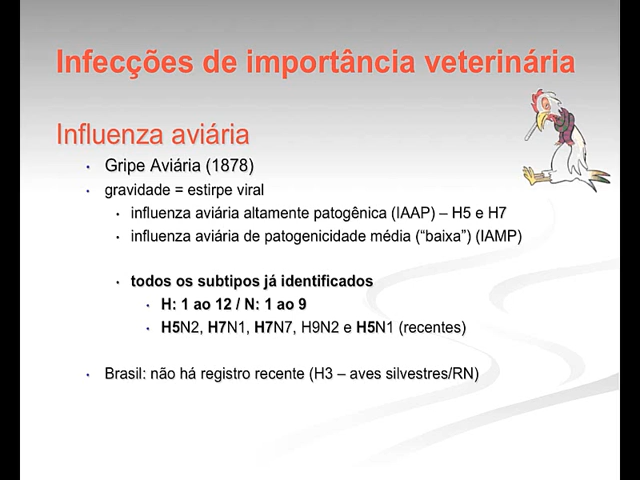 Infecções de importância veterinária
Influenza aviária
• Gripe Aviária (1878)
• gravidade = estirpe viral
• influenza aviária altamente patogênica (IAAP) – H5 e H7
• influenza aviária de patogenicidade média (“baixa”) (IAMP)
• todos os subtipos já identificados
• H: 1 ao 12 / N: 1 ao 9
• H5N2, H7N1, H7N7, H9N2 e H5N1 (recentes)
• Brasil: não há registro recente (H3 – aves silvestres/RN)